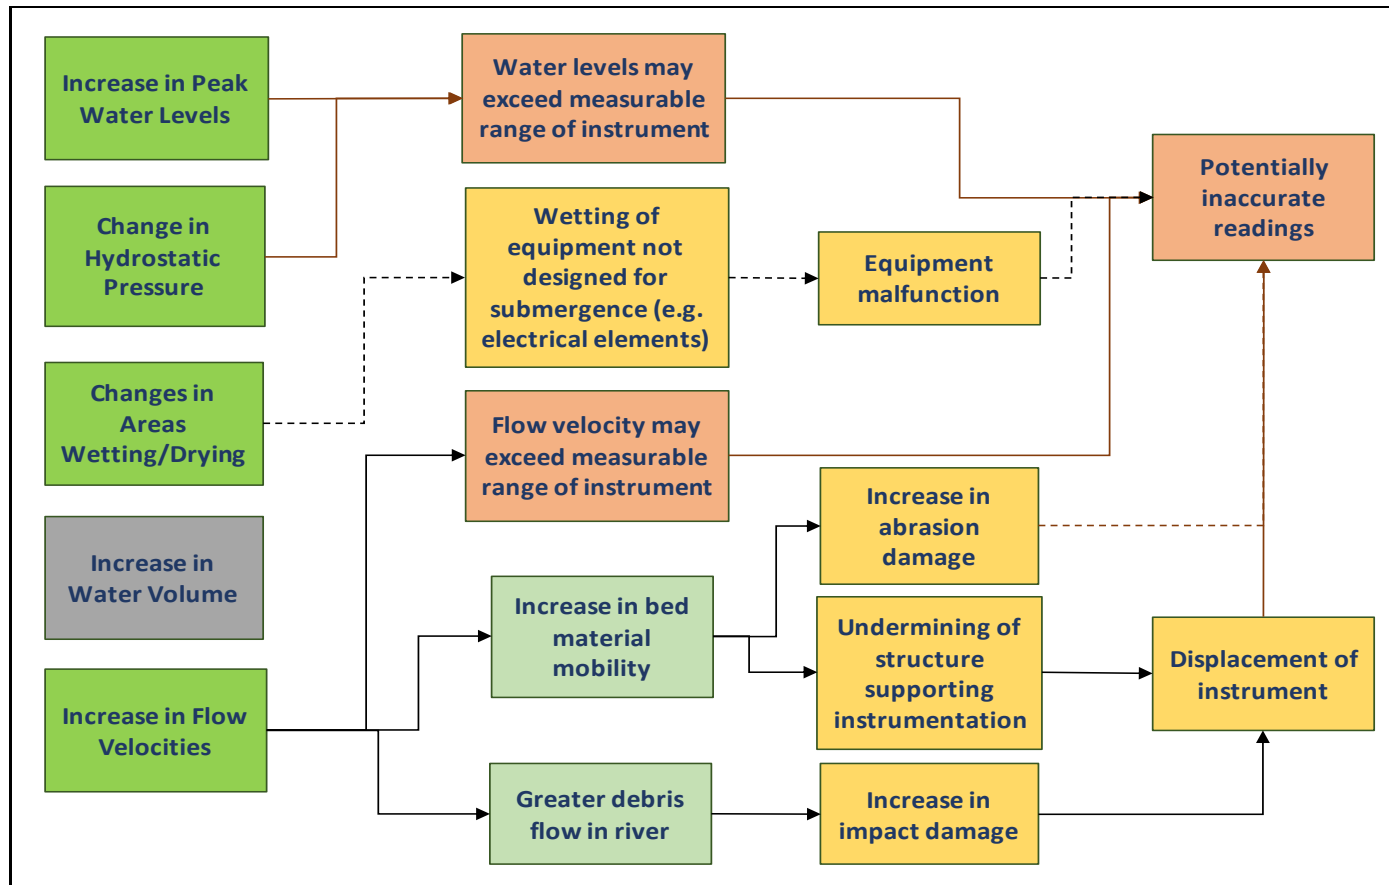 Increase in Peak
Water Levels
Water levels may
exceed measurable
range of instrument
Potentially
inaccurate
readings
Change in
Hydrostatic
Pressure
Wetting of
equipment not
designed for
submergence (e.g.
electrical elements)
Equipment
malfunction
Changes in
Areas
Wetting/Drying
Flow velocity may
exceed measurable
range of instrument
Increase in
abrasion
damage
Increase in
Water Volume
Increase in bed
material
mobility
Undermining of
structure
supporting
instrumentation
Displacement of
instrument
Increase in Flow
Velocities
Greater debris
flow in river
Increase in
impact damage